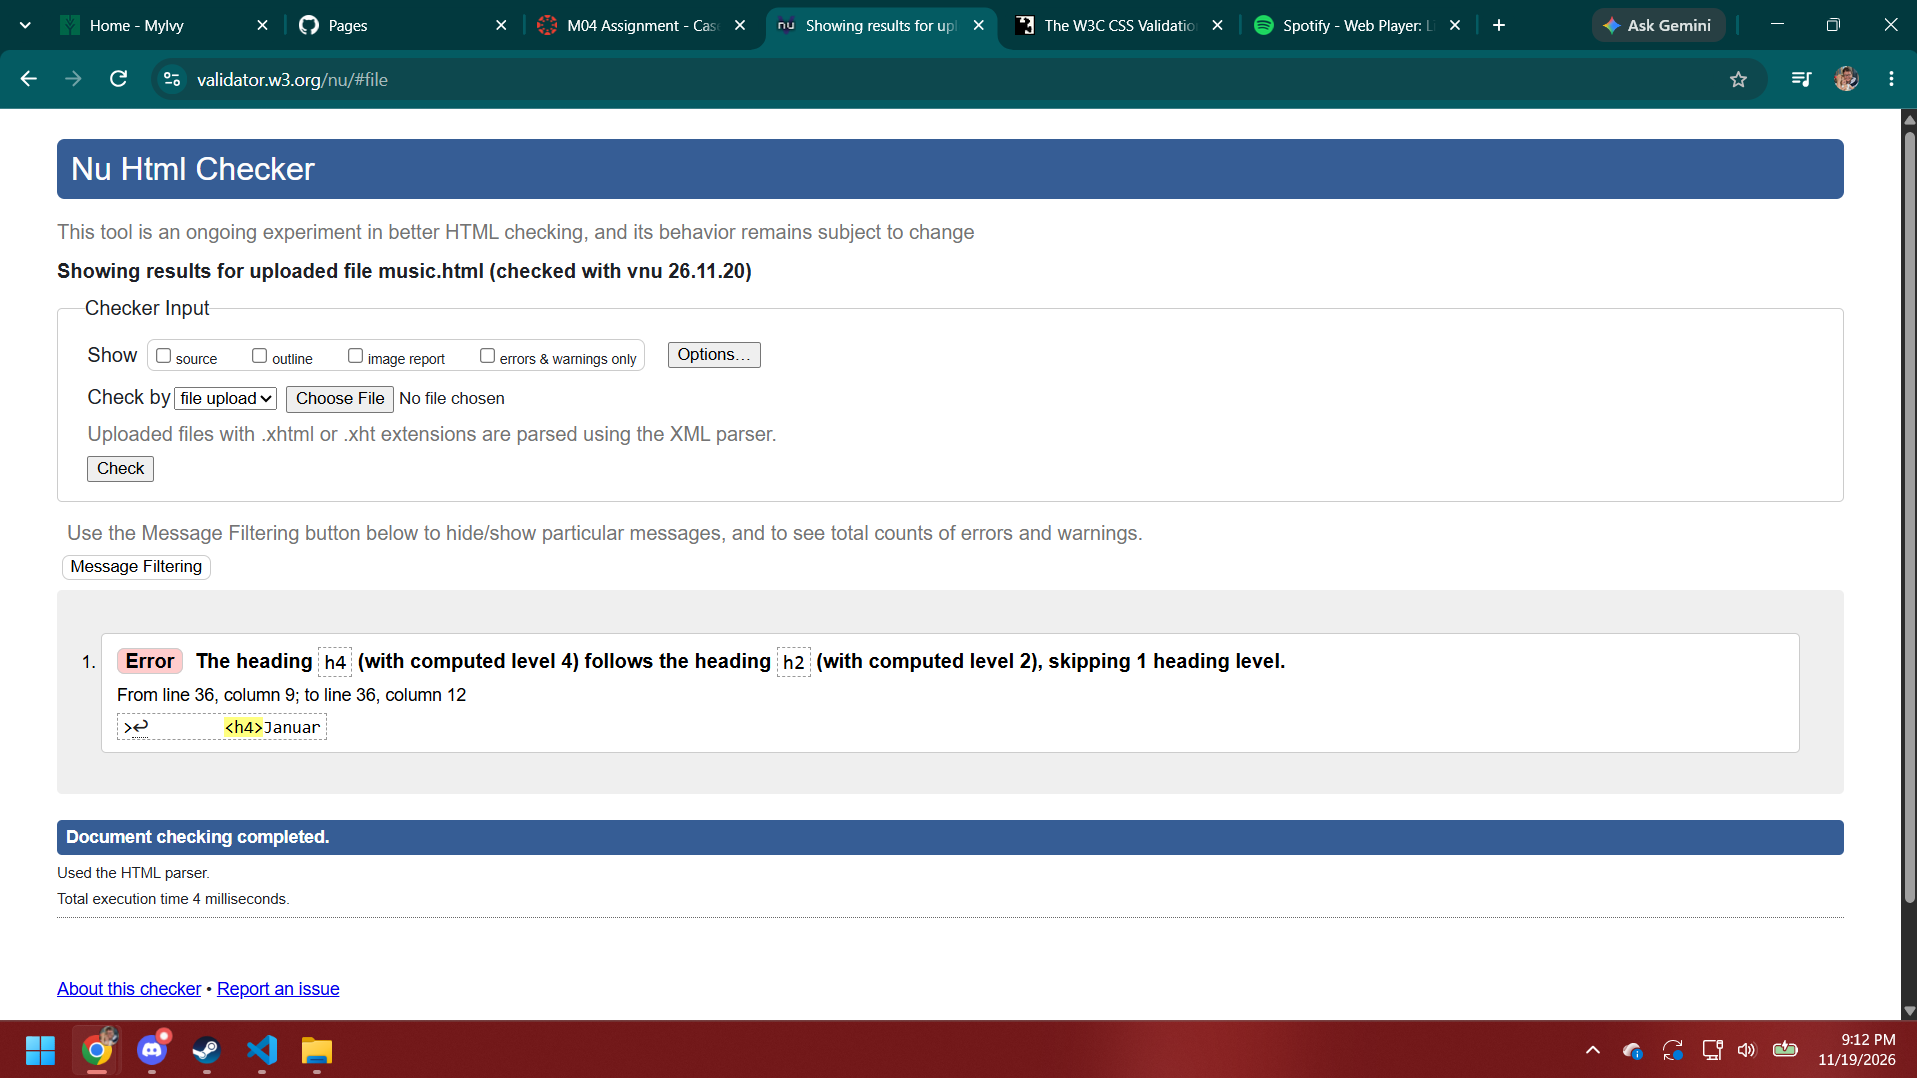 Home - MyIvy
Pages
M04 Assignment - Case
Showing results for upl
The W3C CSS Validation
Spotify - Web Player: Li
Ask Gemini
validator.w3.org/nu/#file
Nu Html Checker
This tool is an ongoing experiment in better HTML checking, and its behavior remains subject to change
Showing results for uploaded file music.html (checked with vnu 26.11.20)
Checker Input
Show source outline image report errors & warnings only Options...
Check by file upload Choose File No file chosen
Uploaded files with .xhtml or .xht extensions are parsed using the XML parser.
Check
Use the Message Filtering button below to hide/show particular messages, and to see total counts of errors and warnings.
Message Filtering
1. Error The heading h4 (with computed level 4) follows the heading h2 (with computed level 2), skipping 1 heading level.
From line 36, column 9; to line 36, column 12
>↩ <h4>Januar
Document checking completed.
Used the HTML parser.
Total execution time 4 milliseconds.
About this checker • Report an issue
9:12 PM
11/19/2026